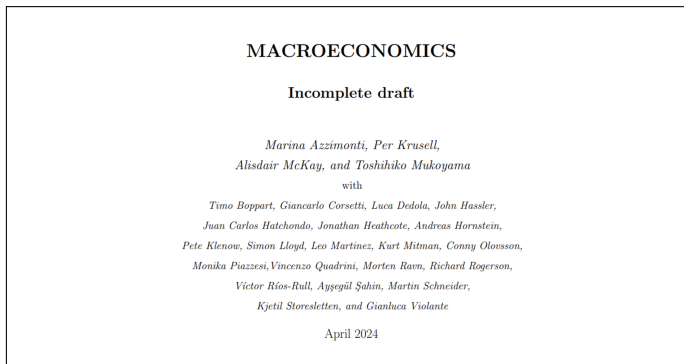 MACROECONOMICS
Incomplete draft
Marina Azzimonti, Per Krusell,
Alisdair McKay, and Toshihiko Mukoyama
with
Timo Boppart, Giancarlo Corsetti, Luca Dedola, John Hassler,
Juan Carlos Hatchondo, Jonathan Heathcote, Andreas Hornstein,
Pete Klenow, Simon Lloyd, Leo Martinez, Kurt Mitman, Conny Olovsson,
Monika Piazzesi,Vincenzo Quadrini, Morten Ravn, Richard Rogerson,
Víctor Ríos-Rull, Ayşegül Şahin, Martin Schneider,
Kjetil Storesletten, and Gianluca Violante
April 2024